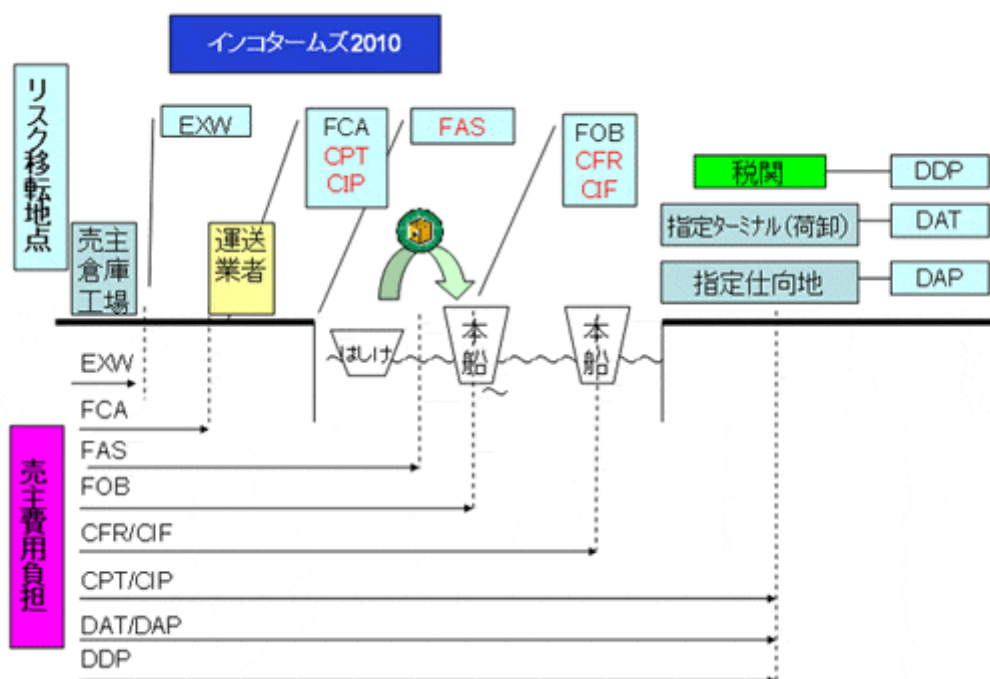 インコタームズ2010
リスク移転地点
EXW
FCA
CPT
CIP
FAS
FOB
CFR
CIF
税関
DDP
指定ターミナル(荷卸)
DAT
指定仕向地
DAP
売主
倉庫
工場
運送
業者
はしけ
本船
本船
売主費用負担
EXW
FCA
FAS
FOB
CFR/CIF
CPT/CIP
DAT/DAP
DDP